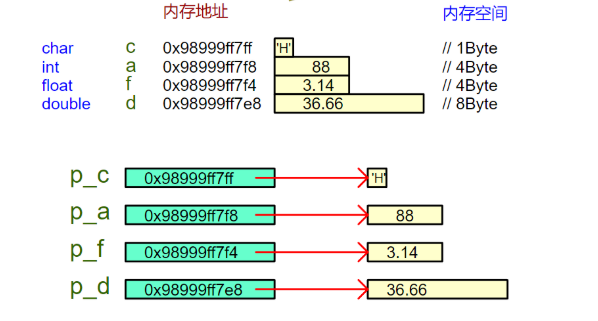 内存地址 内存空间
char c 0x98999ff7ff 'H' // 1Byte
int a 0x98999ff7f8 88 // 4Byte
float f 0x98999ff7f4 3.14 // 4Byte
double d 0x98999ff7e8 36.66 // 8Byte
p_c 0x98999ff7ff 'H'
p_a 0x98999ff7f8 88
p_f 0x98999ff7f4 3.14
p_d 0x98999ff7e8 36.66